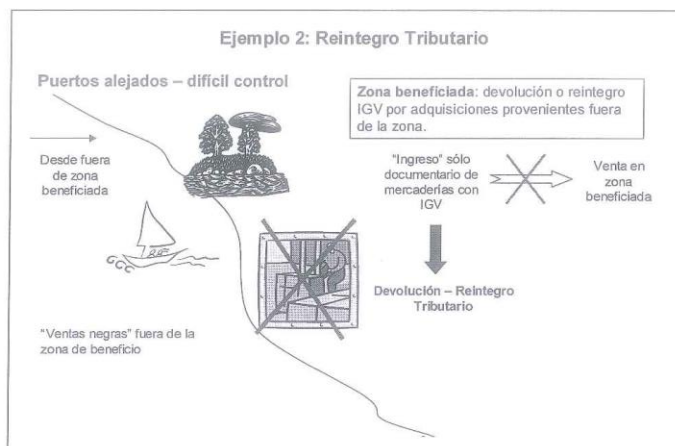 Ejemplo 2: Reintegro Tributario
Puertos alejados – difícil control
Zona beneficiada: devolución o reintegro
IGV por adquisiciones provenientes fuera
de la zona.
Desde fuera
de zona
beneficiada
"Ingreso" sólo
documentario de
mercaderías con
IGV
Venta en
zona
beneficiada
Devolución – Reintegro
Tributario
"Ventas negras" fuera de la
zona de beneficio